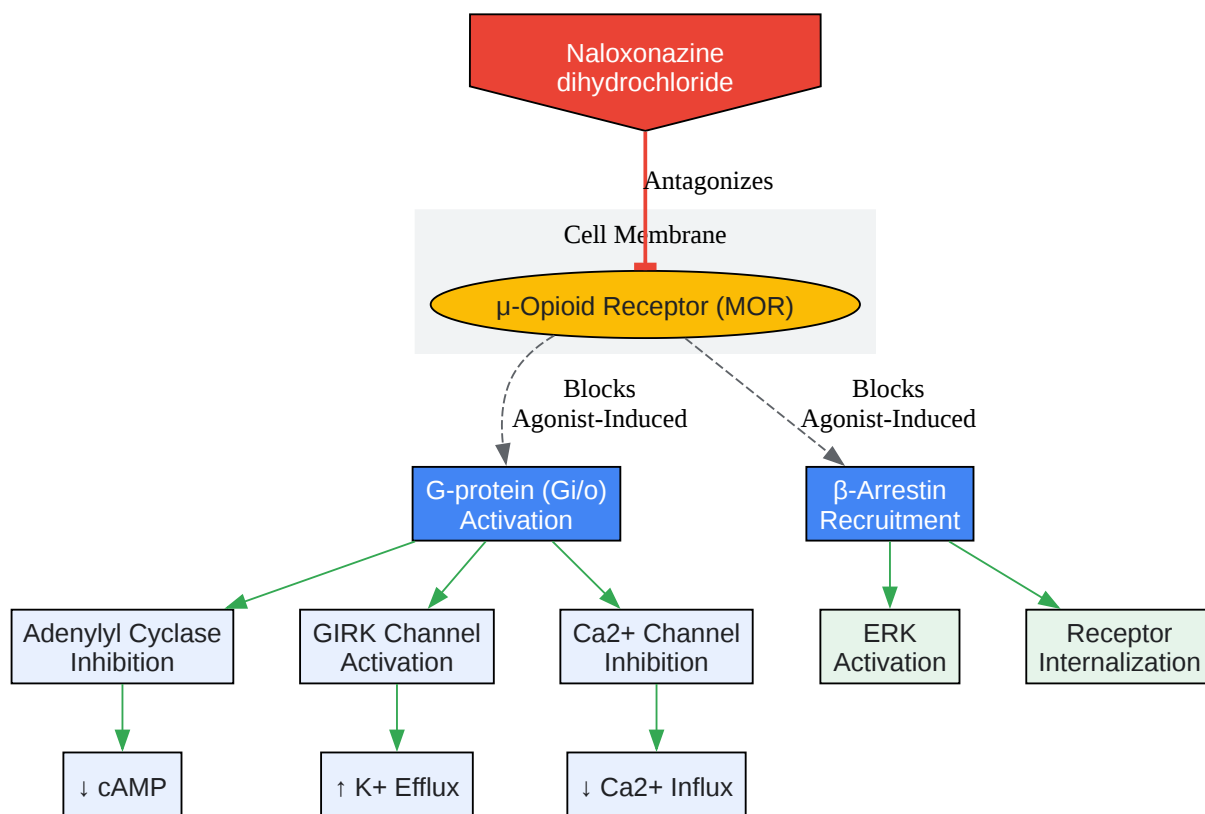 Naloxonazine
dihydrochloride
Antagonizes
Cell Membrane
μ-Opioid Receptor (MOR)
Blocks
Agonist-Induced
Blocks
Agonist-Induced
G-protein (Gi/o)
Activation
β-Arrestin
Recruitment
Adenylyl Cyclase
Inhibition
GIRK Channel
Activation
Ca2+ Channel
Inhibition
ERK
Activation
Receptor
Internalization
↓ cAMP
↑ K+ Efflux
↓ Ca2+ Influx